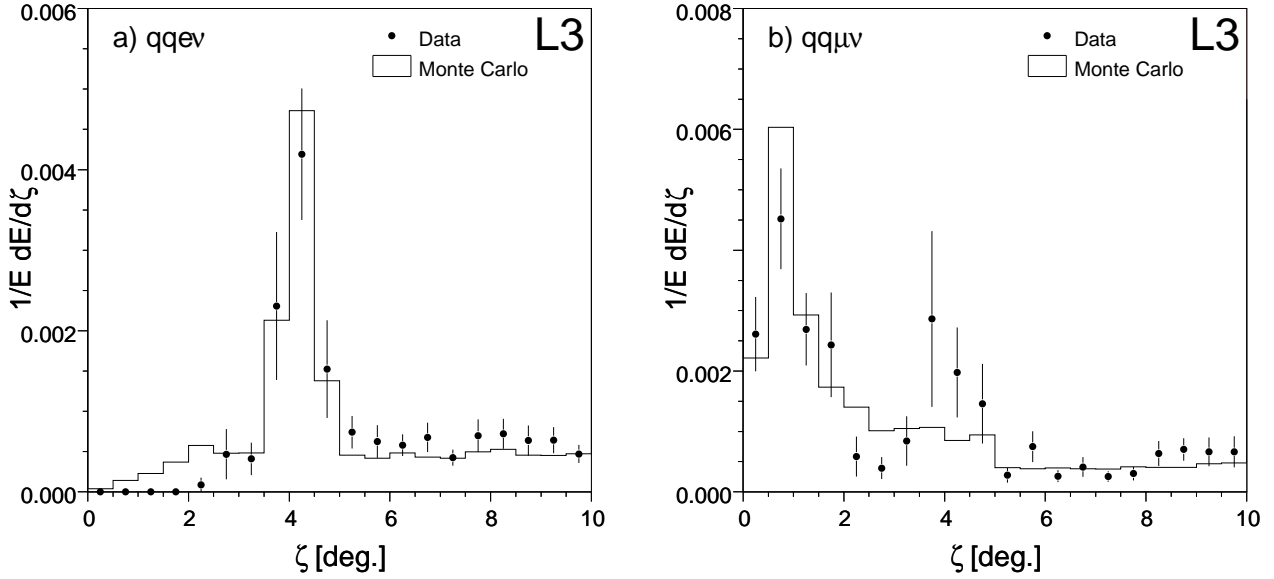 a) qqeν
Data
Monte Carlo
L3
1/E dE/dζ
0.006
0.004
0.002
0.000
0 2 4 6 8 10
ζ [deg.]
b) qqμν
Data
Monte Carlo
L3
1/E dE/dζ
0.008
0.006
0.002
0.000
0 2 4 6 8 10
ζ [deg.]